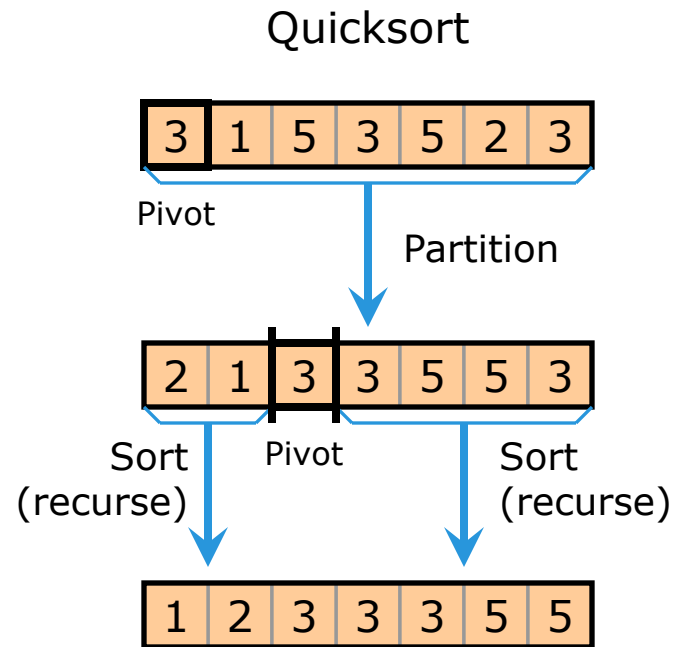 Quicksort
3 1 5 3 5 2 3
Pivot
Partition
2 1 3 3 5 5 3
Sort
(recurse)
Pivot
Sort
(recurse)
1 2 3 3 3 5 5